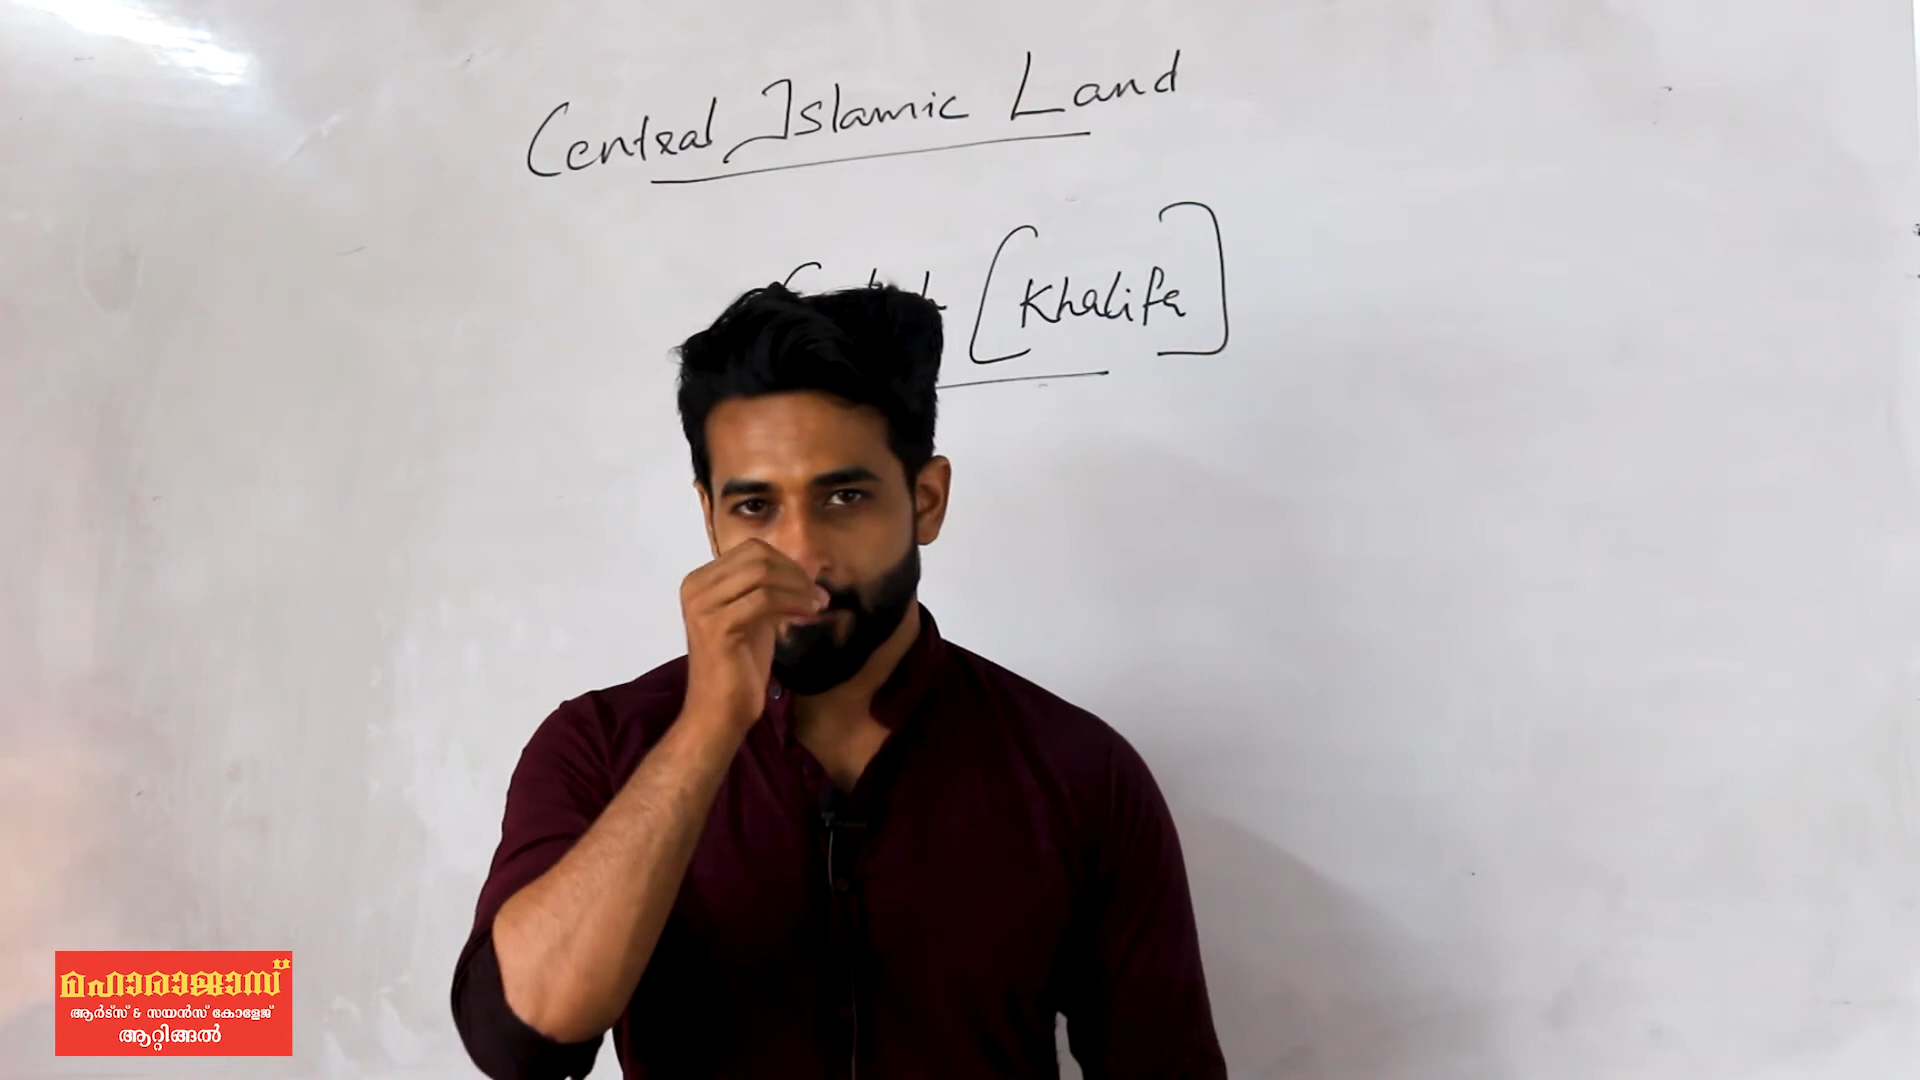 Central Islamic Land
[Khalifa]
മഹാരാജാസ്
ആർട്സ് & സയൻസ് കോളേജ്
ആറ്റിങ്ങൽ